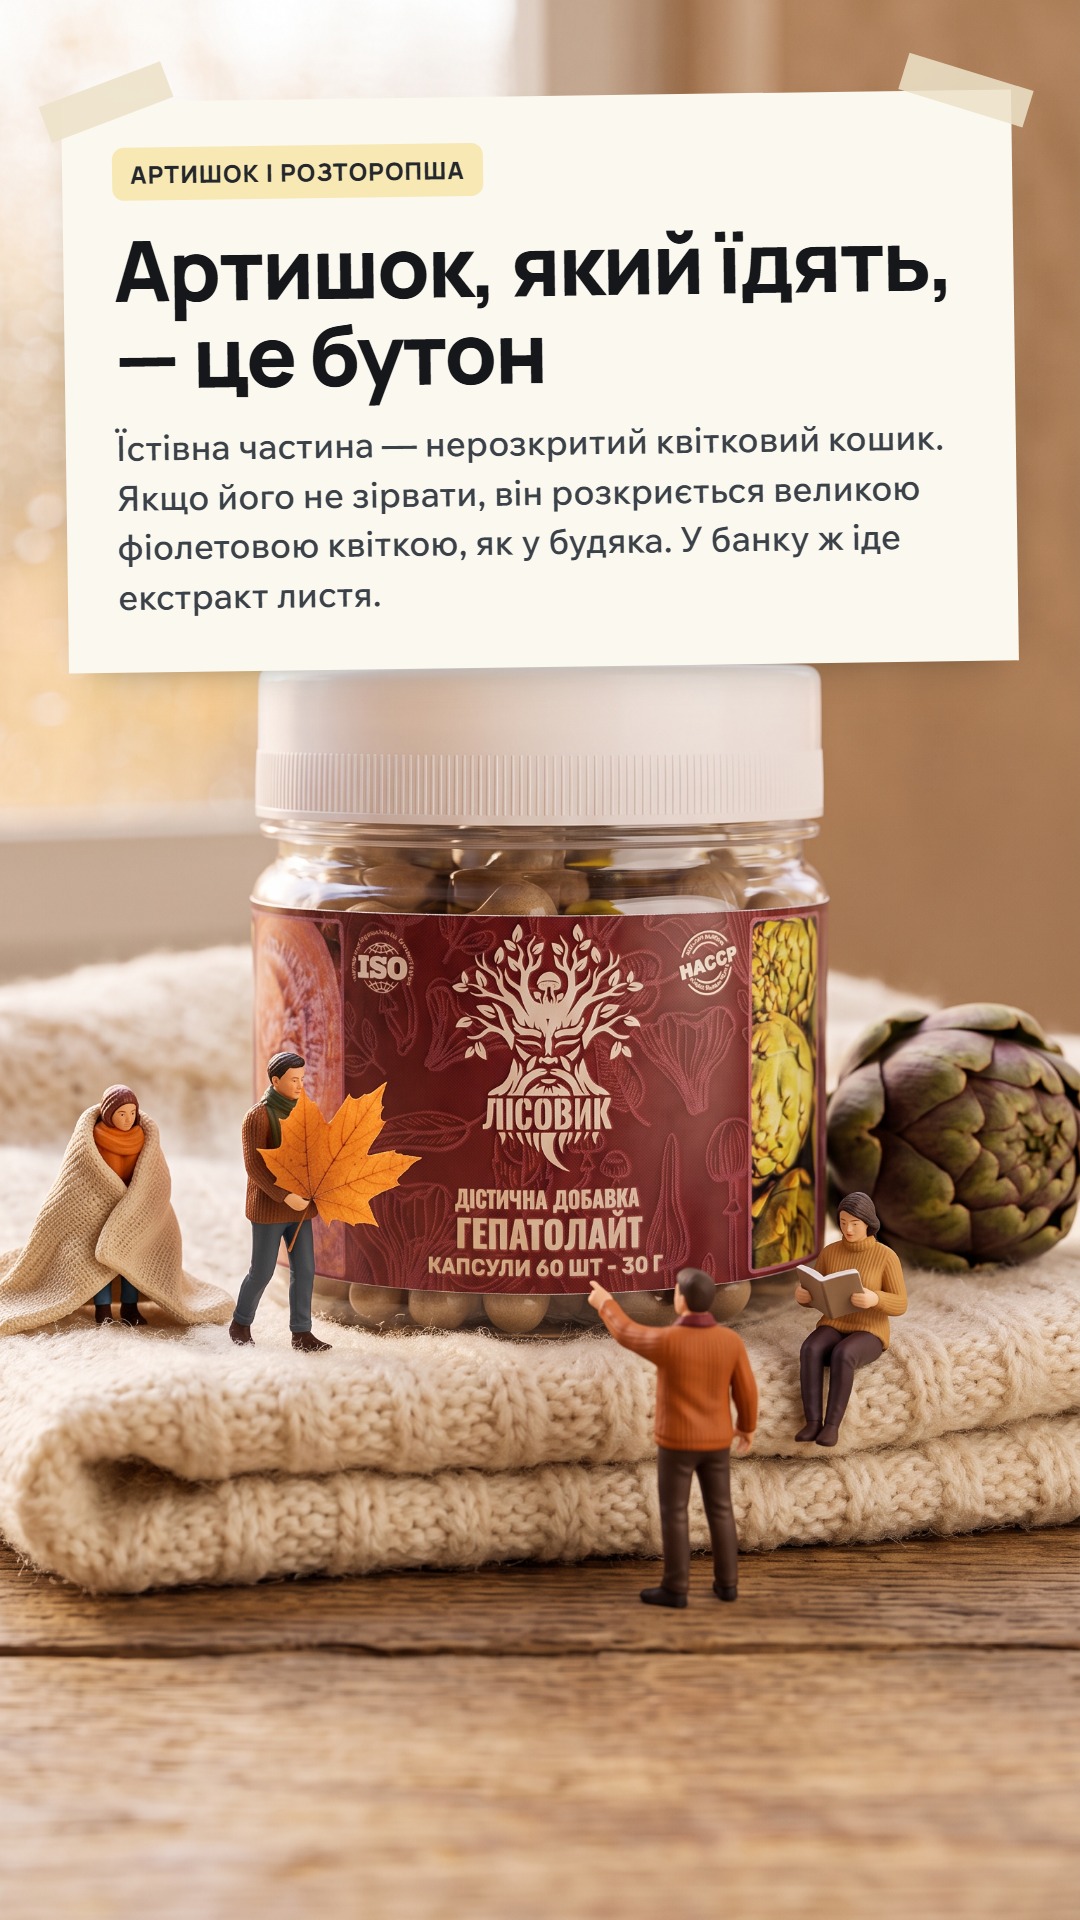 АРТИШОК І РОЗТОРОПША
Артишок, який їдять,
— це бутон
Їстівна частина — нерозкритий квітковий кошик.
Якщо його не зірвати, він розкриється великою
фіолетовою квіткою, як у будяка. У банку ж іде
екстракт листя.
ISO
HACCP
ЛІСОВИК
ДІЄТИЧНА ДОБАВКА
ГЕПАТОЛАЙТ
КАПСУЛИ 60 ШТ - 30 Г